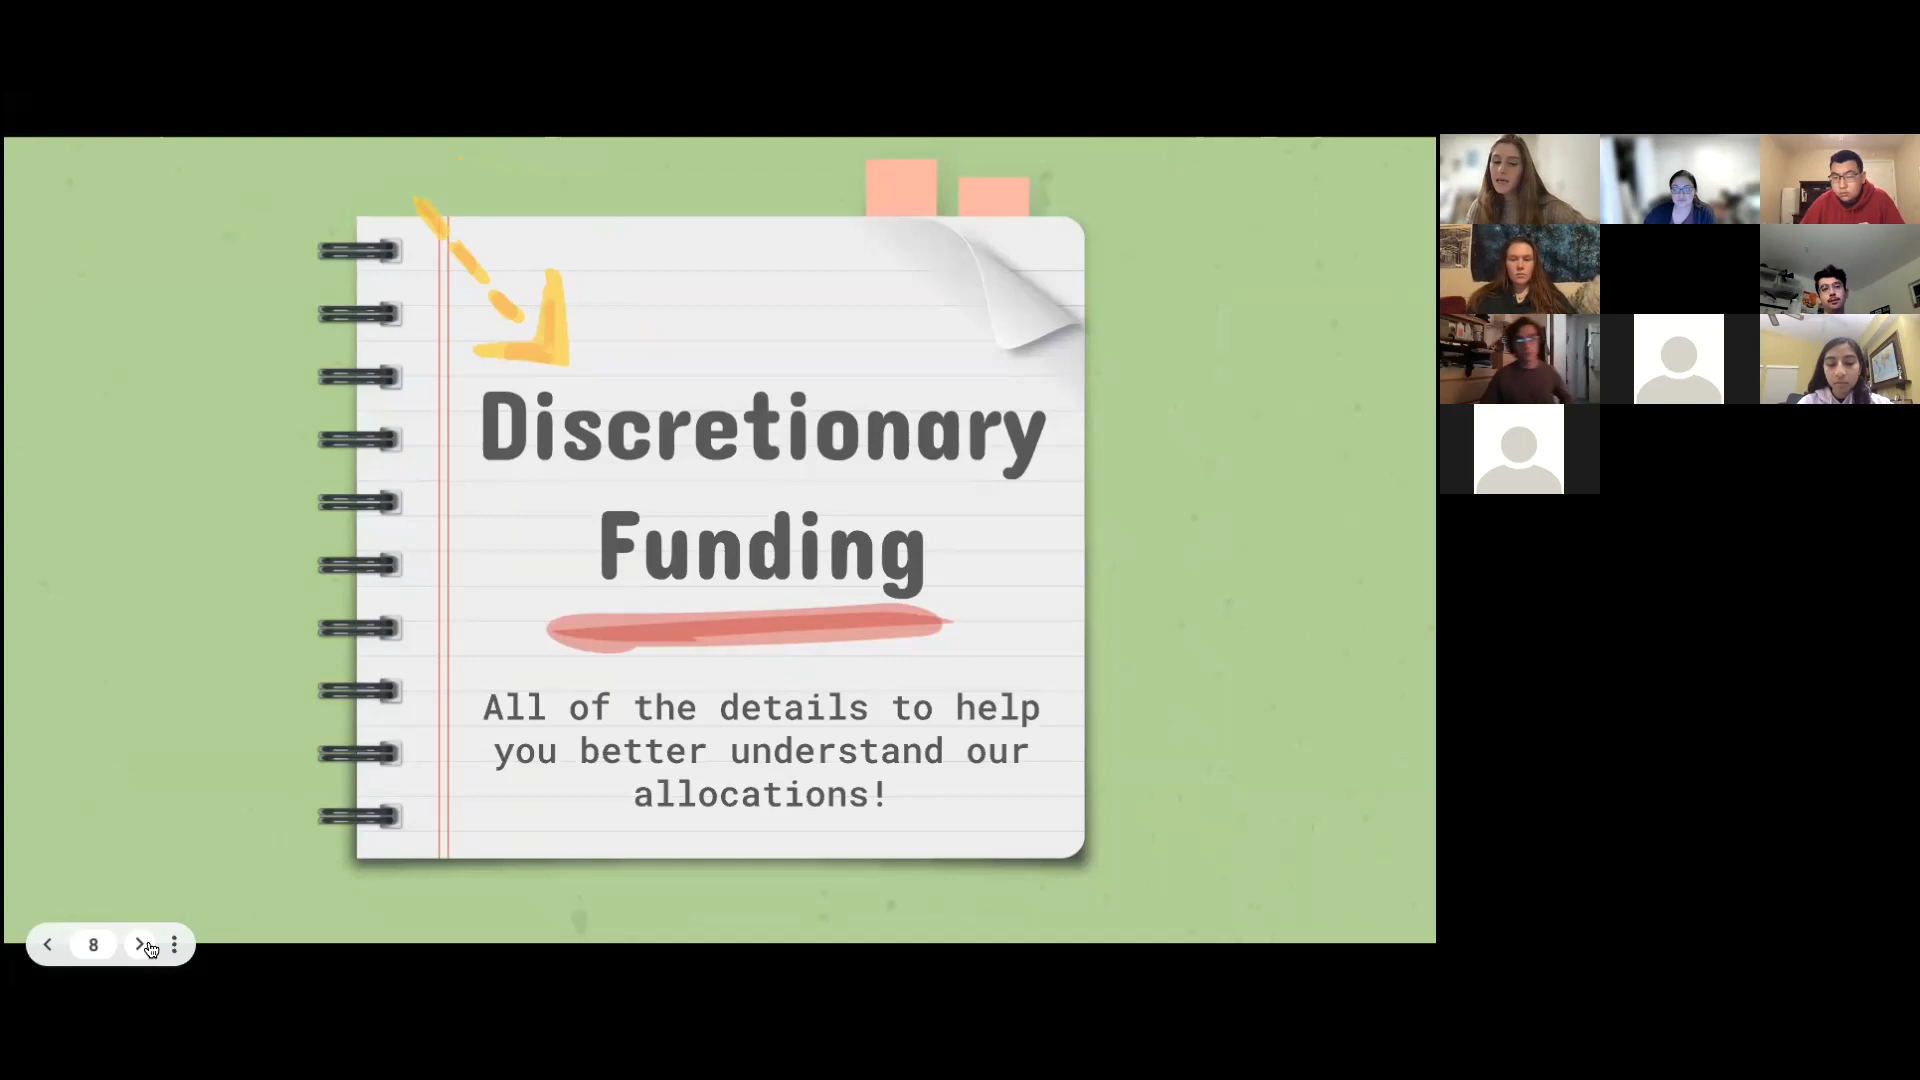 Discretionary
Funding
All of the details to help
you better understand our
allocations!
8